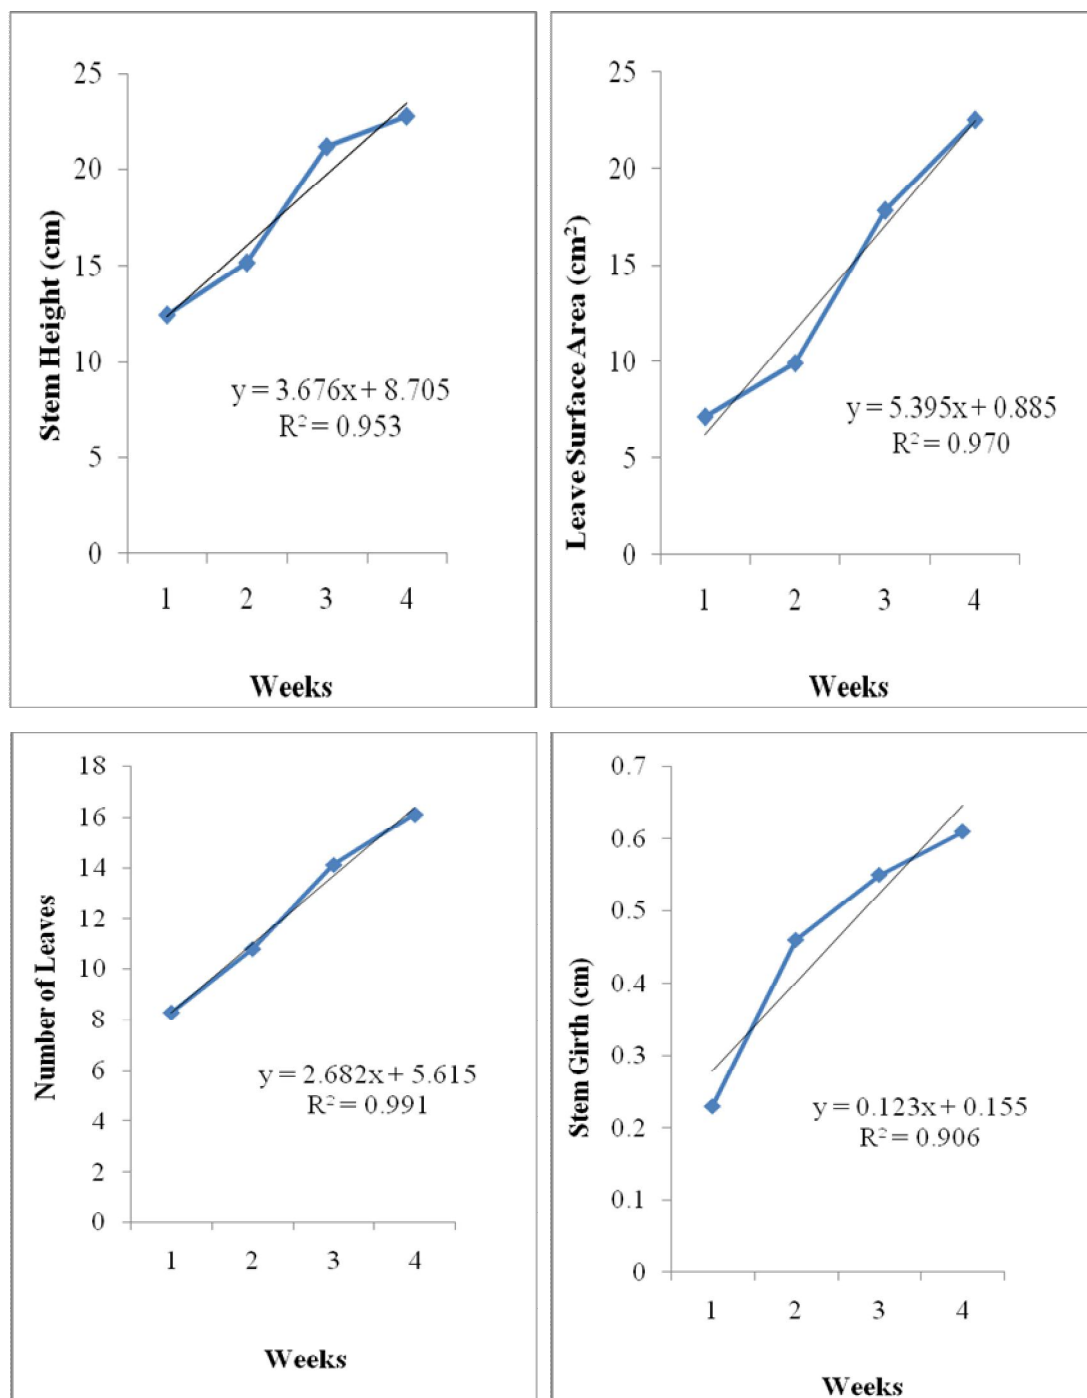 Stem Height (cm)
25
20
15
10
5
0
y = 3.676x + 8.705
R² = 0.953
1 2 3 4
Weeks
Leave Surface Area (cm²)
25
20
15
10
5
0
y = 5.395x + 0.885
R² = 0.970
1 2 3 4
Weeks
Number of Leaves
18
16
14
12
10
8
6
4
2
0
y = 2.682x + 5.615
R² = 0.991
1 2 3 4
Weeks
Stem Girth (cm)
0.7
0.6
0.5
0.4
0.3
0.2
0.1
0
y = 0.123x + 0.155
R² = 0.906
1 2 3 4
Weeks